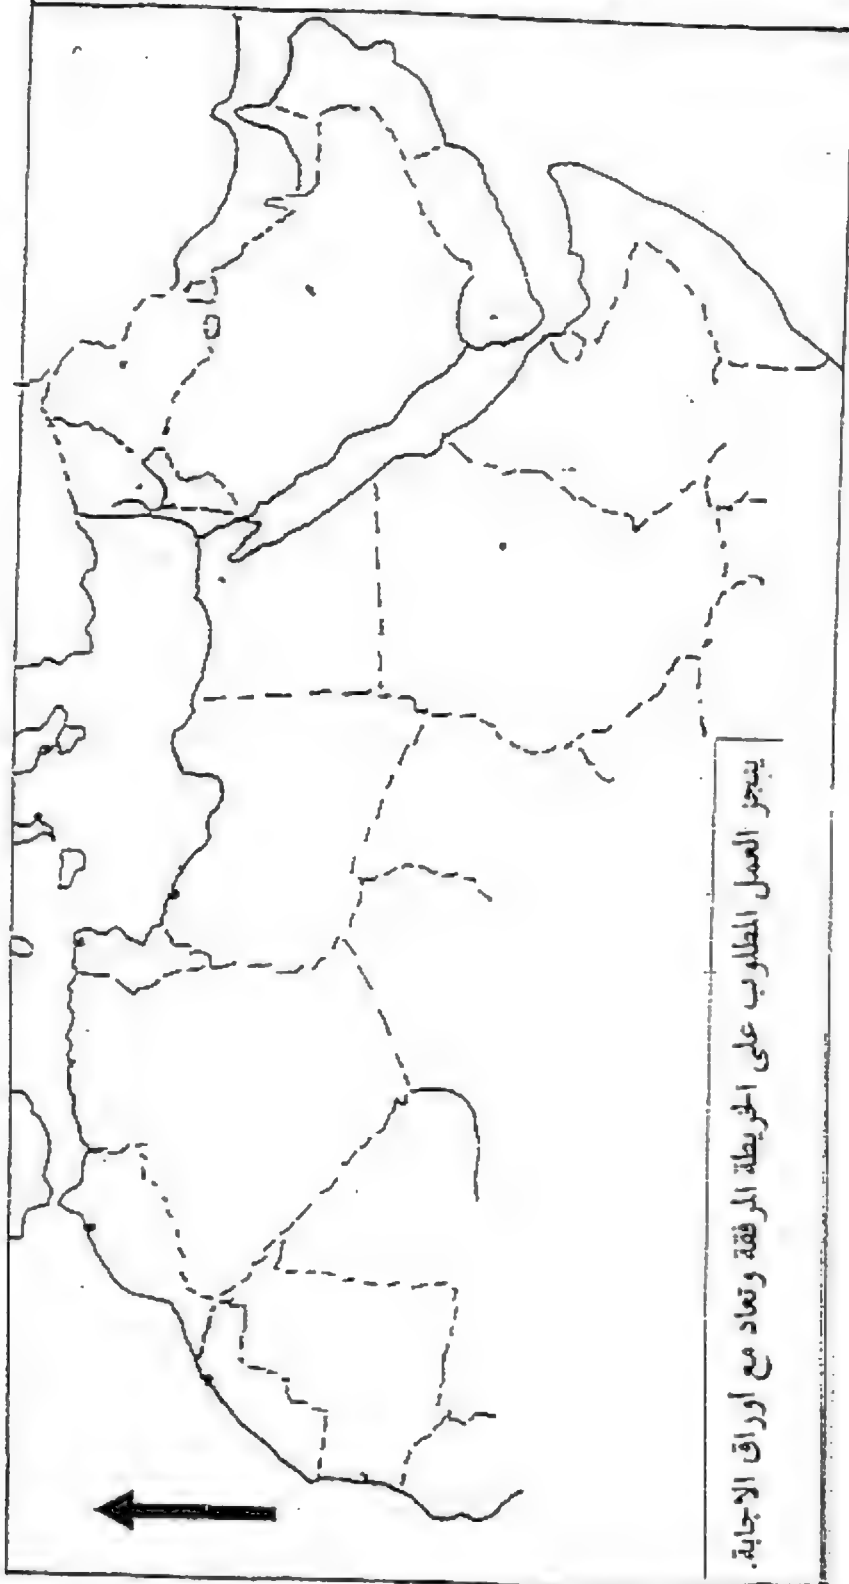 ينجز العمل المطلوب على الخريطة المرفقة وتعاد مع أوراق الاجابة.